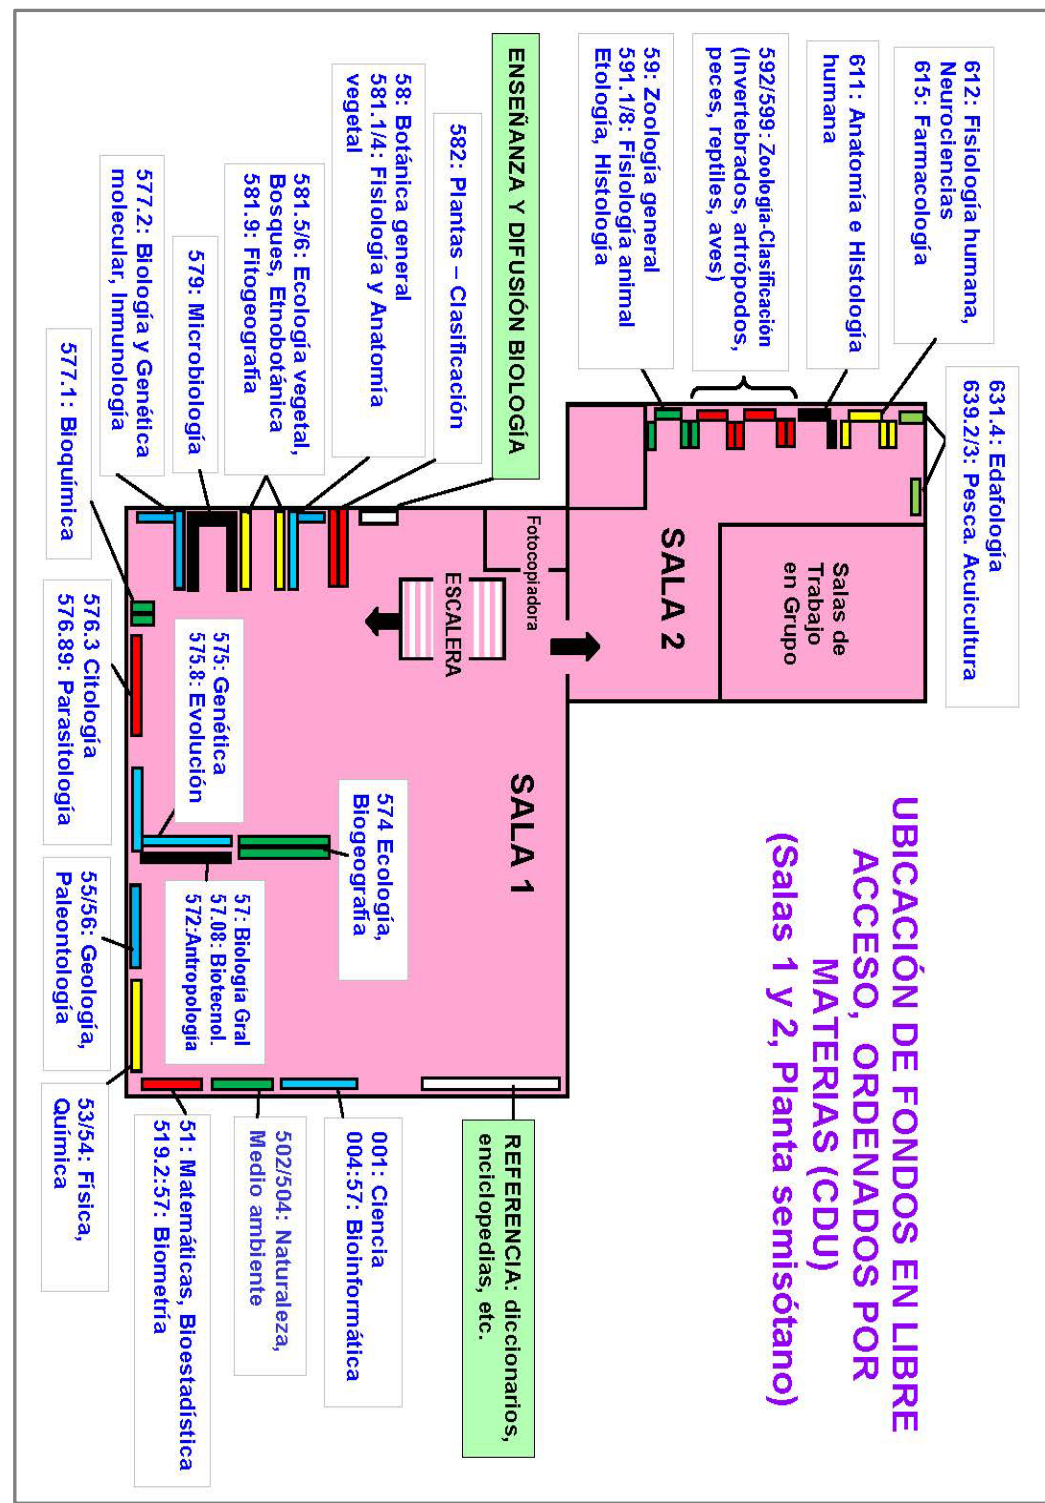 UBICACIÓN DE FONDOS EN LIBRE
ACCESO, ORDENADOS POR
MATERIAS (CDU)
(Salas 1 y 2, Planta semisótano)
631.4: Edafología
639.2/3: Pesca. Acuicultura
612: Fisiología humana,
Neurociencias
615: Farmacología
611: Anatomía e Histología
humana
592/599: Zoología-Clasificación
(Invertebrados, artrópodos,
peces, reptiles, aves)
59: Zoología general
591.1/8: Fisiología animal
Etología, Histología
ENSEÑANZA Y DIFUSIÓN BIOLOGÍA
582: Plantas – Clasificación
58: Botánica general
581.1/4: Fisiología y Anatomía
vegetal
581.5/6: Ecología vegetal,
Bosques, Etnobotánica
581.9: Fitogeografía
579: Microbiología
577.2: Biología y Genética
molecular, Inmunología
577.1: Bioquímica
Salas de
Trabajo
en Grupo
SALA 2
Fotocopiadora
ESCALERA
SALA 1
576.3 Citología
576.89: Parasitología
575: Genética
575.8: Evolución
574 Ecología,
Biogeografía
57: Biología Gral
57.08: Biotecnol.
572:Antropología
55/56: Geología,
Paleontología
53/54: Física,
Química
51: Matemáticas, Bioestadística
519.2:57: Biometría
502/504: Naturaleza,
Medio ambiente
001: Ciencia
004:57: Bioinformática
REFERENCIA: diccionarios,
enciclopedias, etc.